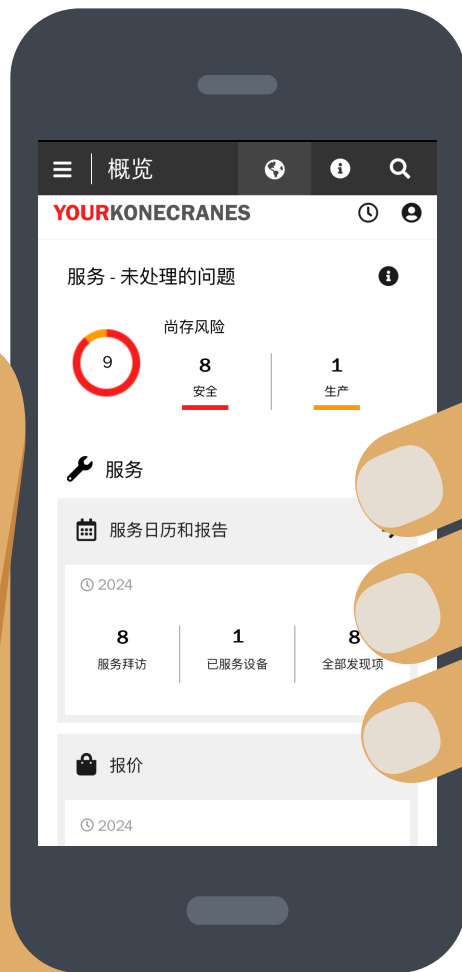 概览
YOURKONECRANES
服务 - 未处理的问题
尚存风险
9
8 1
安全 生产
服务
服务日历和报告
2024
8 1 8
服务拜访 已服务设备 全部发现项
报价
2024